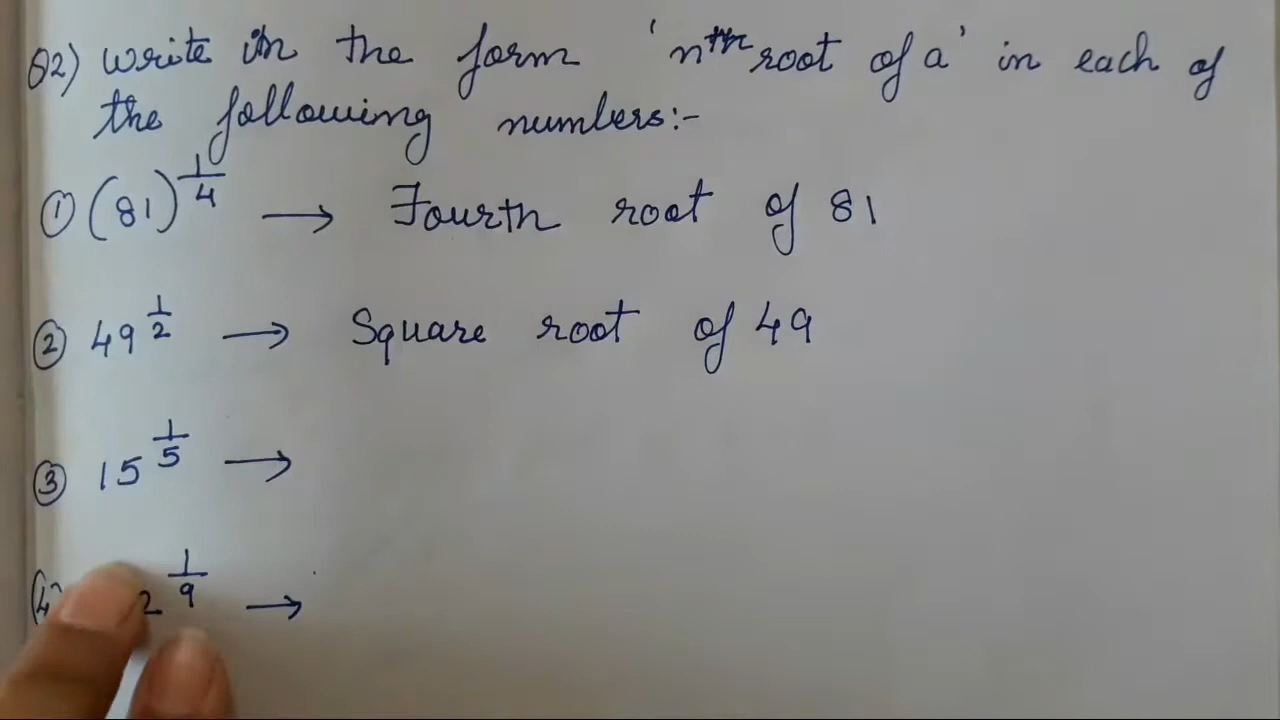 Q2) Write in the form 'nth root of a' in each of
the following numbers:-
① (81)^(1/4) → Fourth root of 81
② 49^(1/2) → Square root of 49
③ 15^(1/5) →
2^(1/9) →